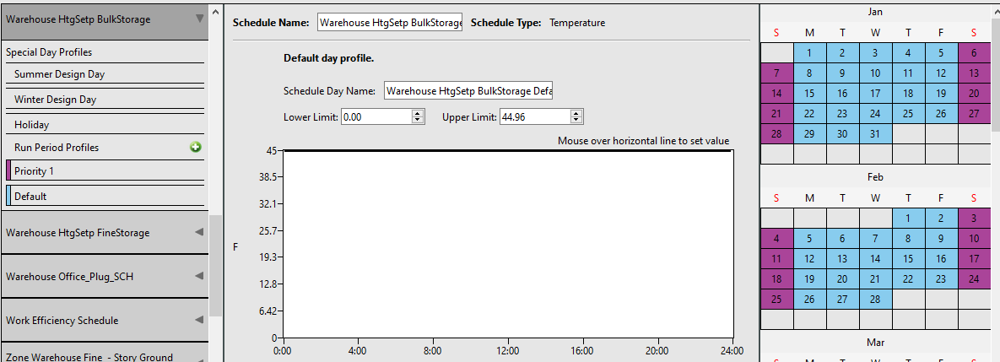 Warehouse HtgSetp BulkStorage
Special Day Profiles
Summer Design Day
Winter Design Day
Holiday
Run Period Profiles
Priority 1
Default
Warehouse HtgSetp FineStorage
Warehouse Office_Plug_SCH
Work Efficiency Schedule
Zone Warehouse Fine - Story Ground
Schedule Name: Warehouse HtgSetp BulkStorage Schedule Type: Temperature
Default day profile.
Schedule Day Name: Warehouse HtgSetp BulkStorage Defa
Lower Limit: 0.00 Upper Limit: 44.96
Mouse over horizontal line to set value
45
38.5
32.1
25.7
F
19.3
12.8
6.42
0
0:00 4:00 8:00 12:00 16:00 20:00 24:00
Jan
S M T W T F S
1 2 3 4 5 6
7 8 9 10 11 12 13
14 15 16 17 18 19 20
21 22 23 24 25 26 27
28 29 30 31
Feb
S M T W T F S
1 2 3
4 5 6 7 8 9 10
11 12 13 14 15 16 17
18 19 20 21 22 23 24
25 26 27 28
Mar
S M T W T F S